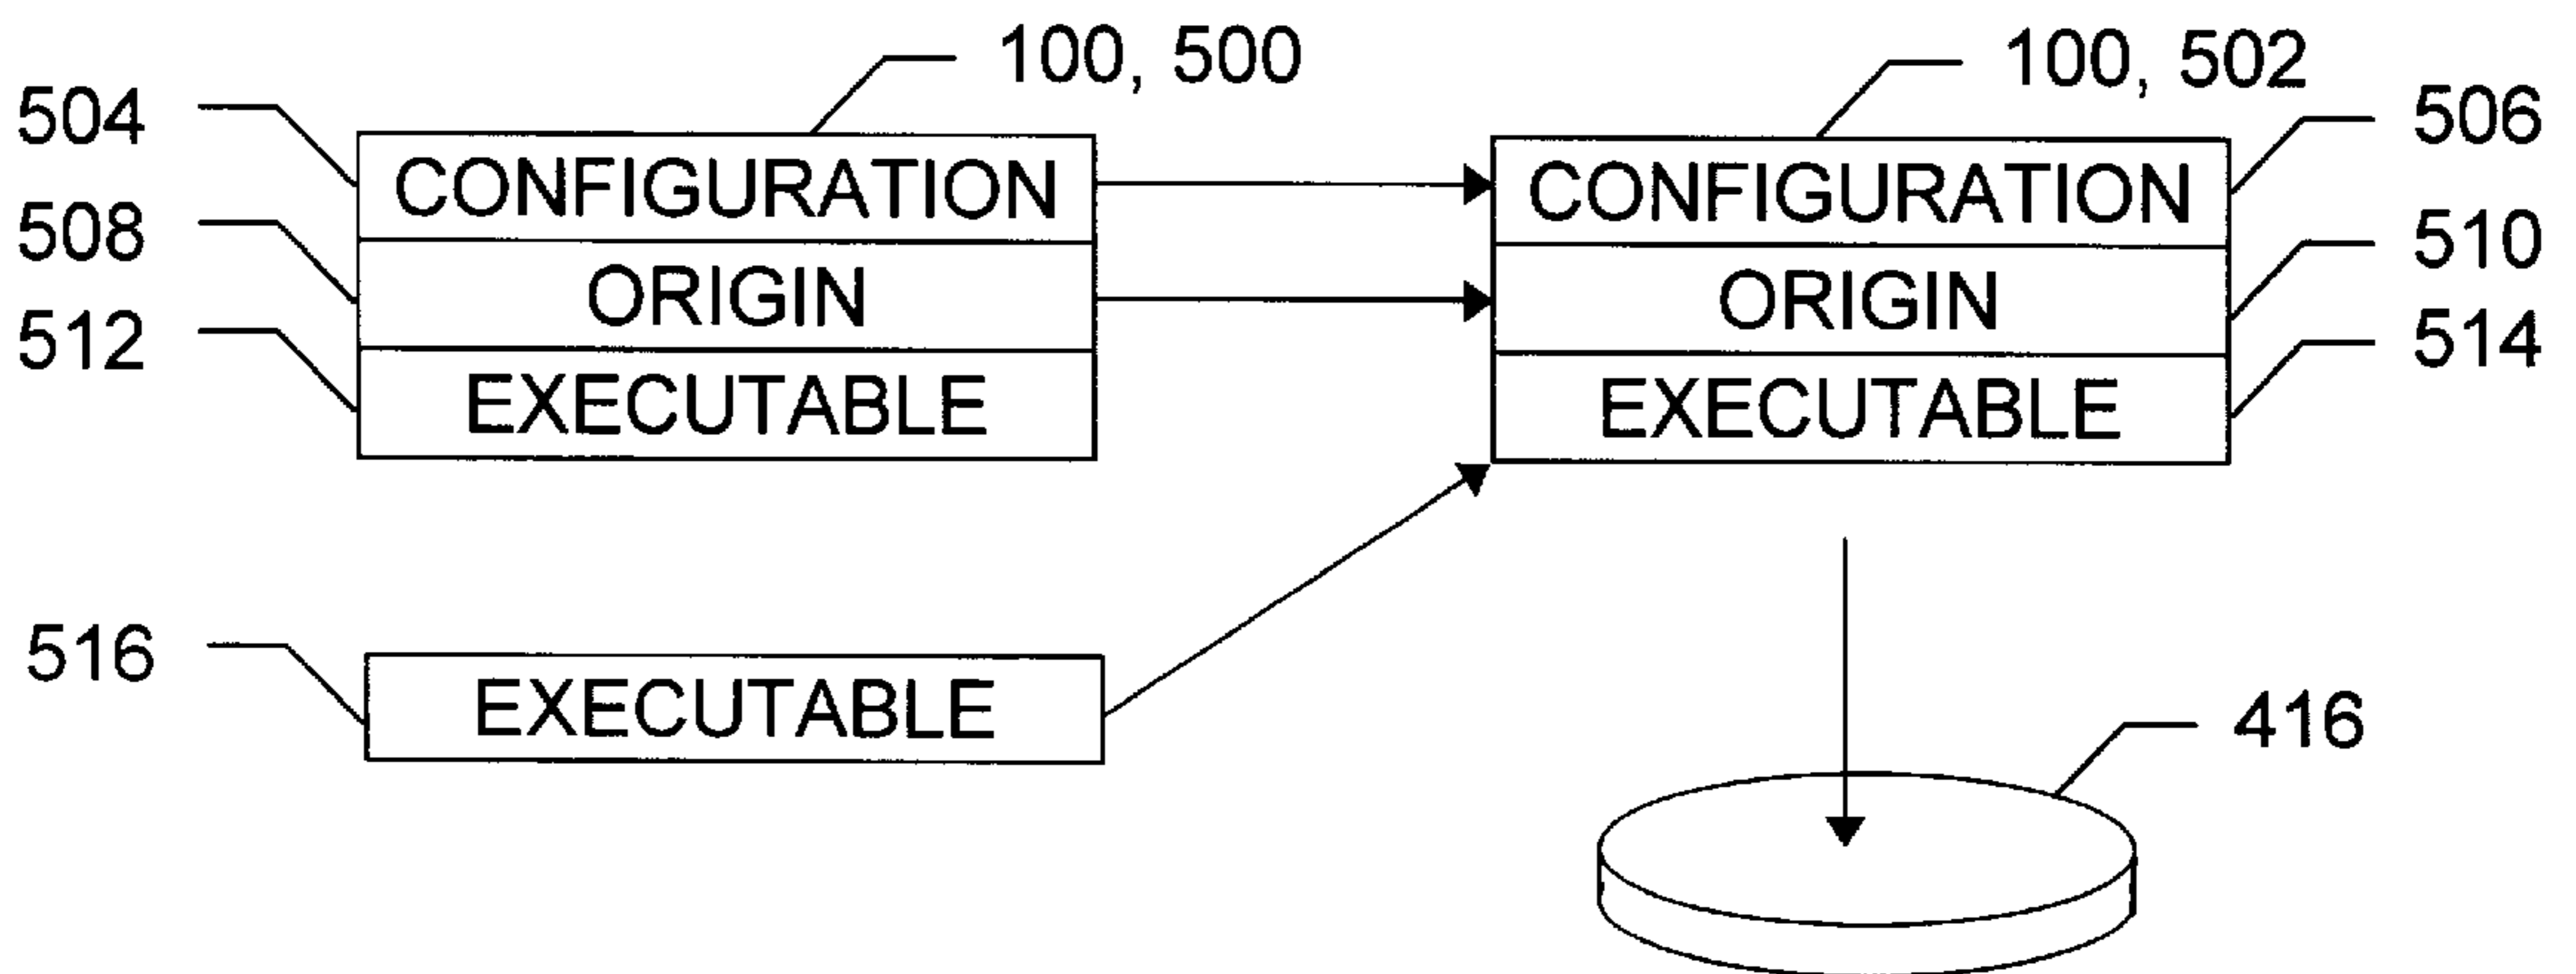 100, 500
100, 502
504
CONFIGURATION
CONFIGURATION
506
508
ORIGIN
ORIGIN
510
512
EXECUTABLE
EXECUTABLE
514
516
EXECUTABLE
416